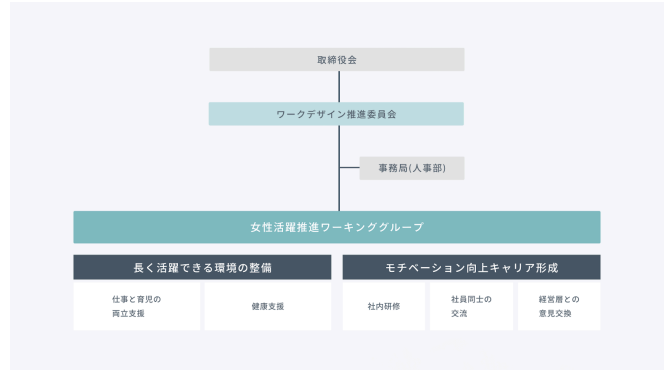 取締役会
ワークデザイン推進委員会
事務局(人事部)
女性活躍推進ワーキンググループ
長く活躍できる環境の整備
モチベーション向上キャリア形成
仕事と育児の
両立支援
健康支援
社内研修
社員同士の
交流
経営層との
意見交換